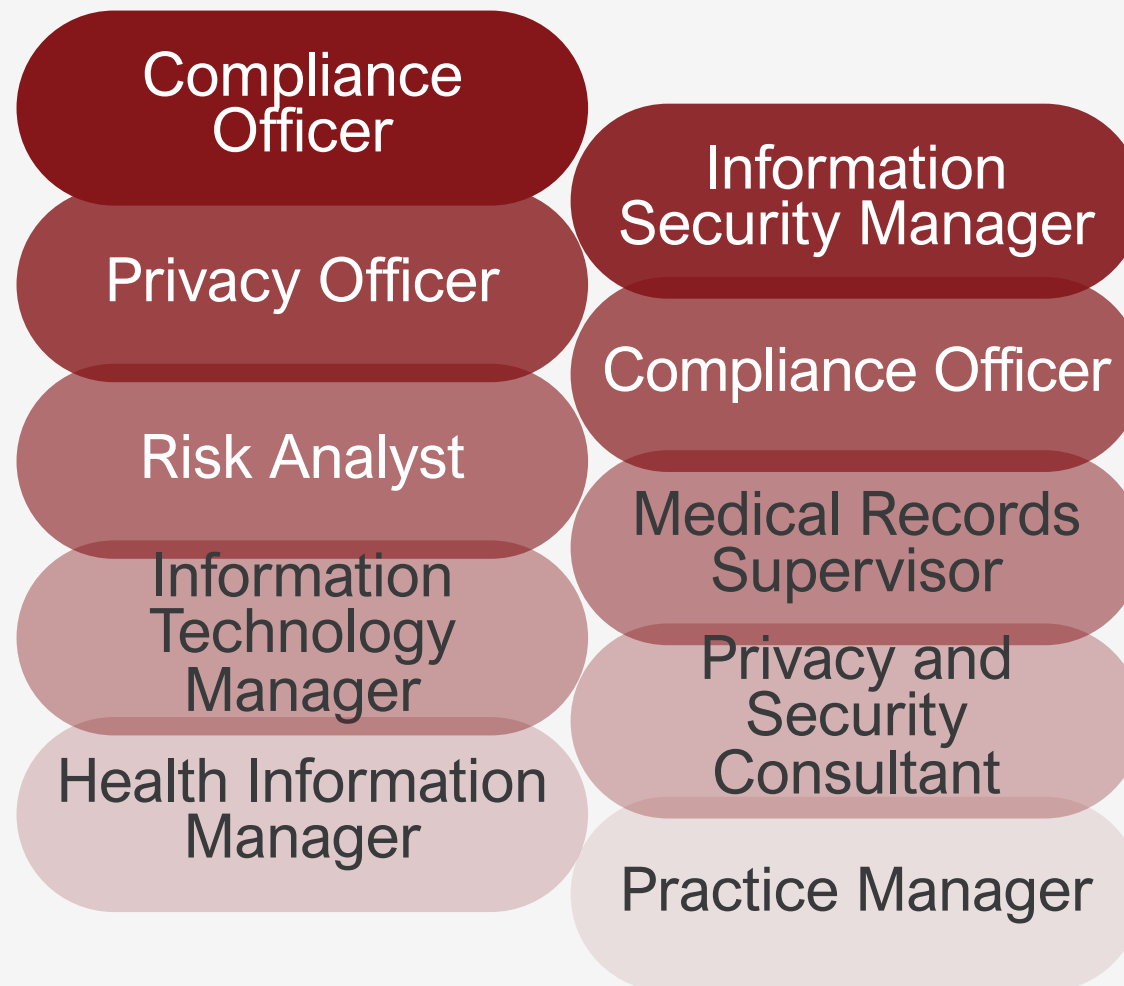 Compliance
Officer
Privacy Officer
Risk Analyst
Information
Technology
Manager
Health Information
Manager
Information
Security Manager
Compliance Officer
Medical Records
Supervisor
Privacy and
Security
Consultant
Practice Manager